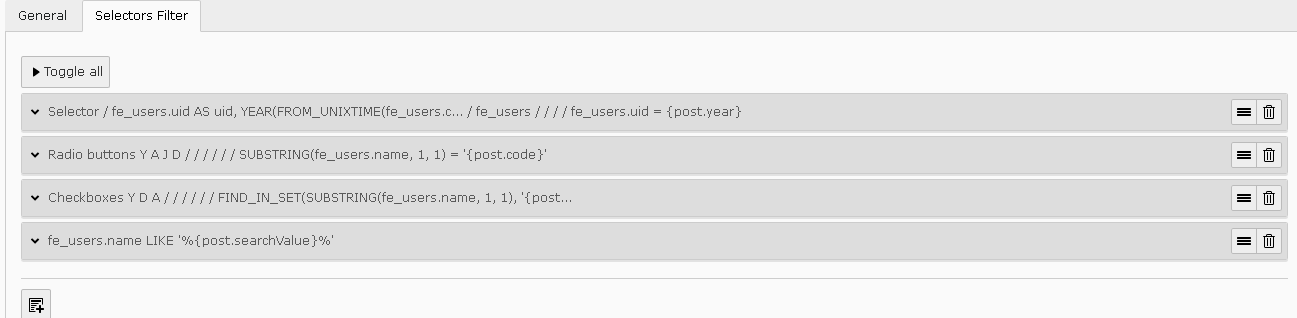 General Selectors Filter
Toggle all
Selector / fe_users.uid AS uid, YEAR(FROM_UNIXTIME(fe_users.c... / fe_users / / / / fe_users.uid = {post.year}
Radio buttons Y A J D / / / / / / SUBSTRING(fe_users.name, 1, 1) = '{post.code}'
Checkboxes Y D A / / / / / / FIND_IN_SET(SUBSTRING(fe_users.name, 1, 1), '{post...
fe_users.name LIKE '%{post.searchValue}%'